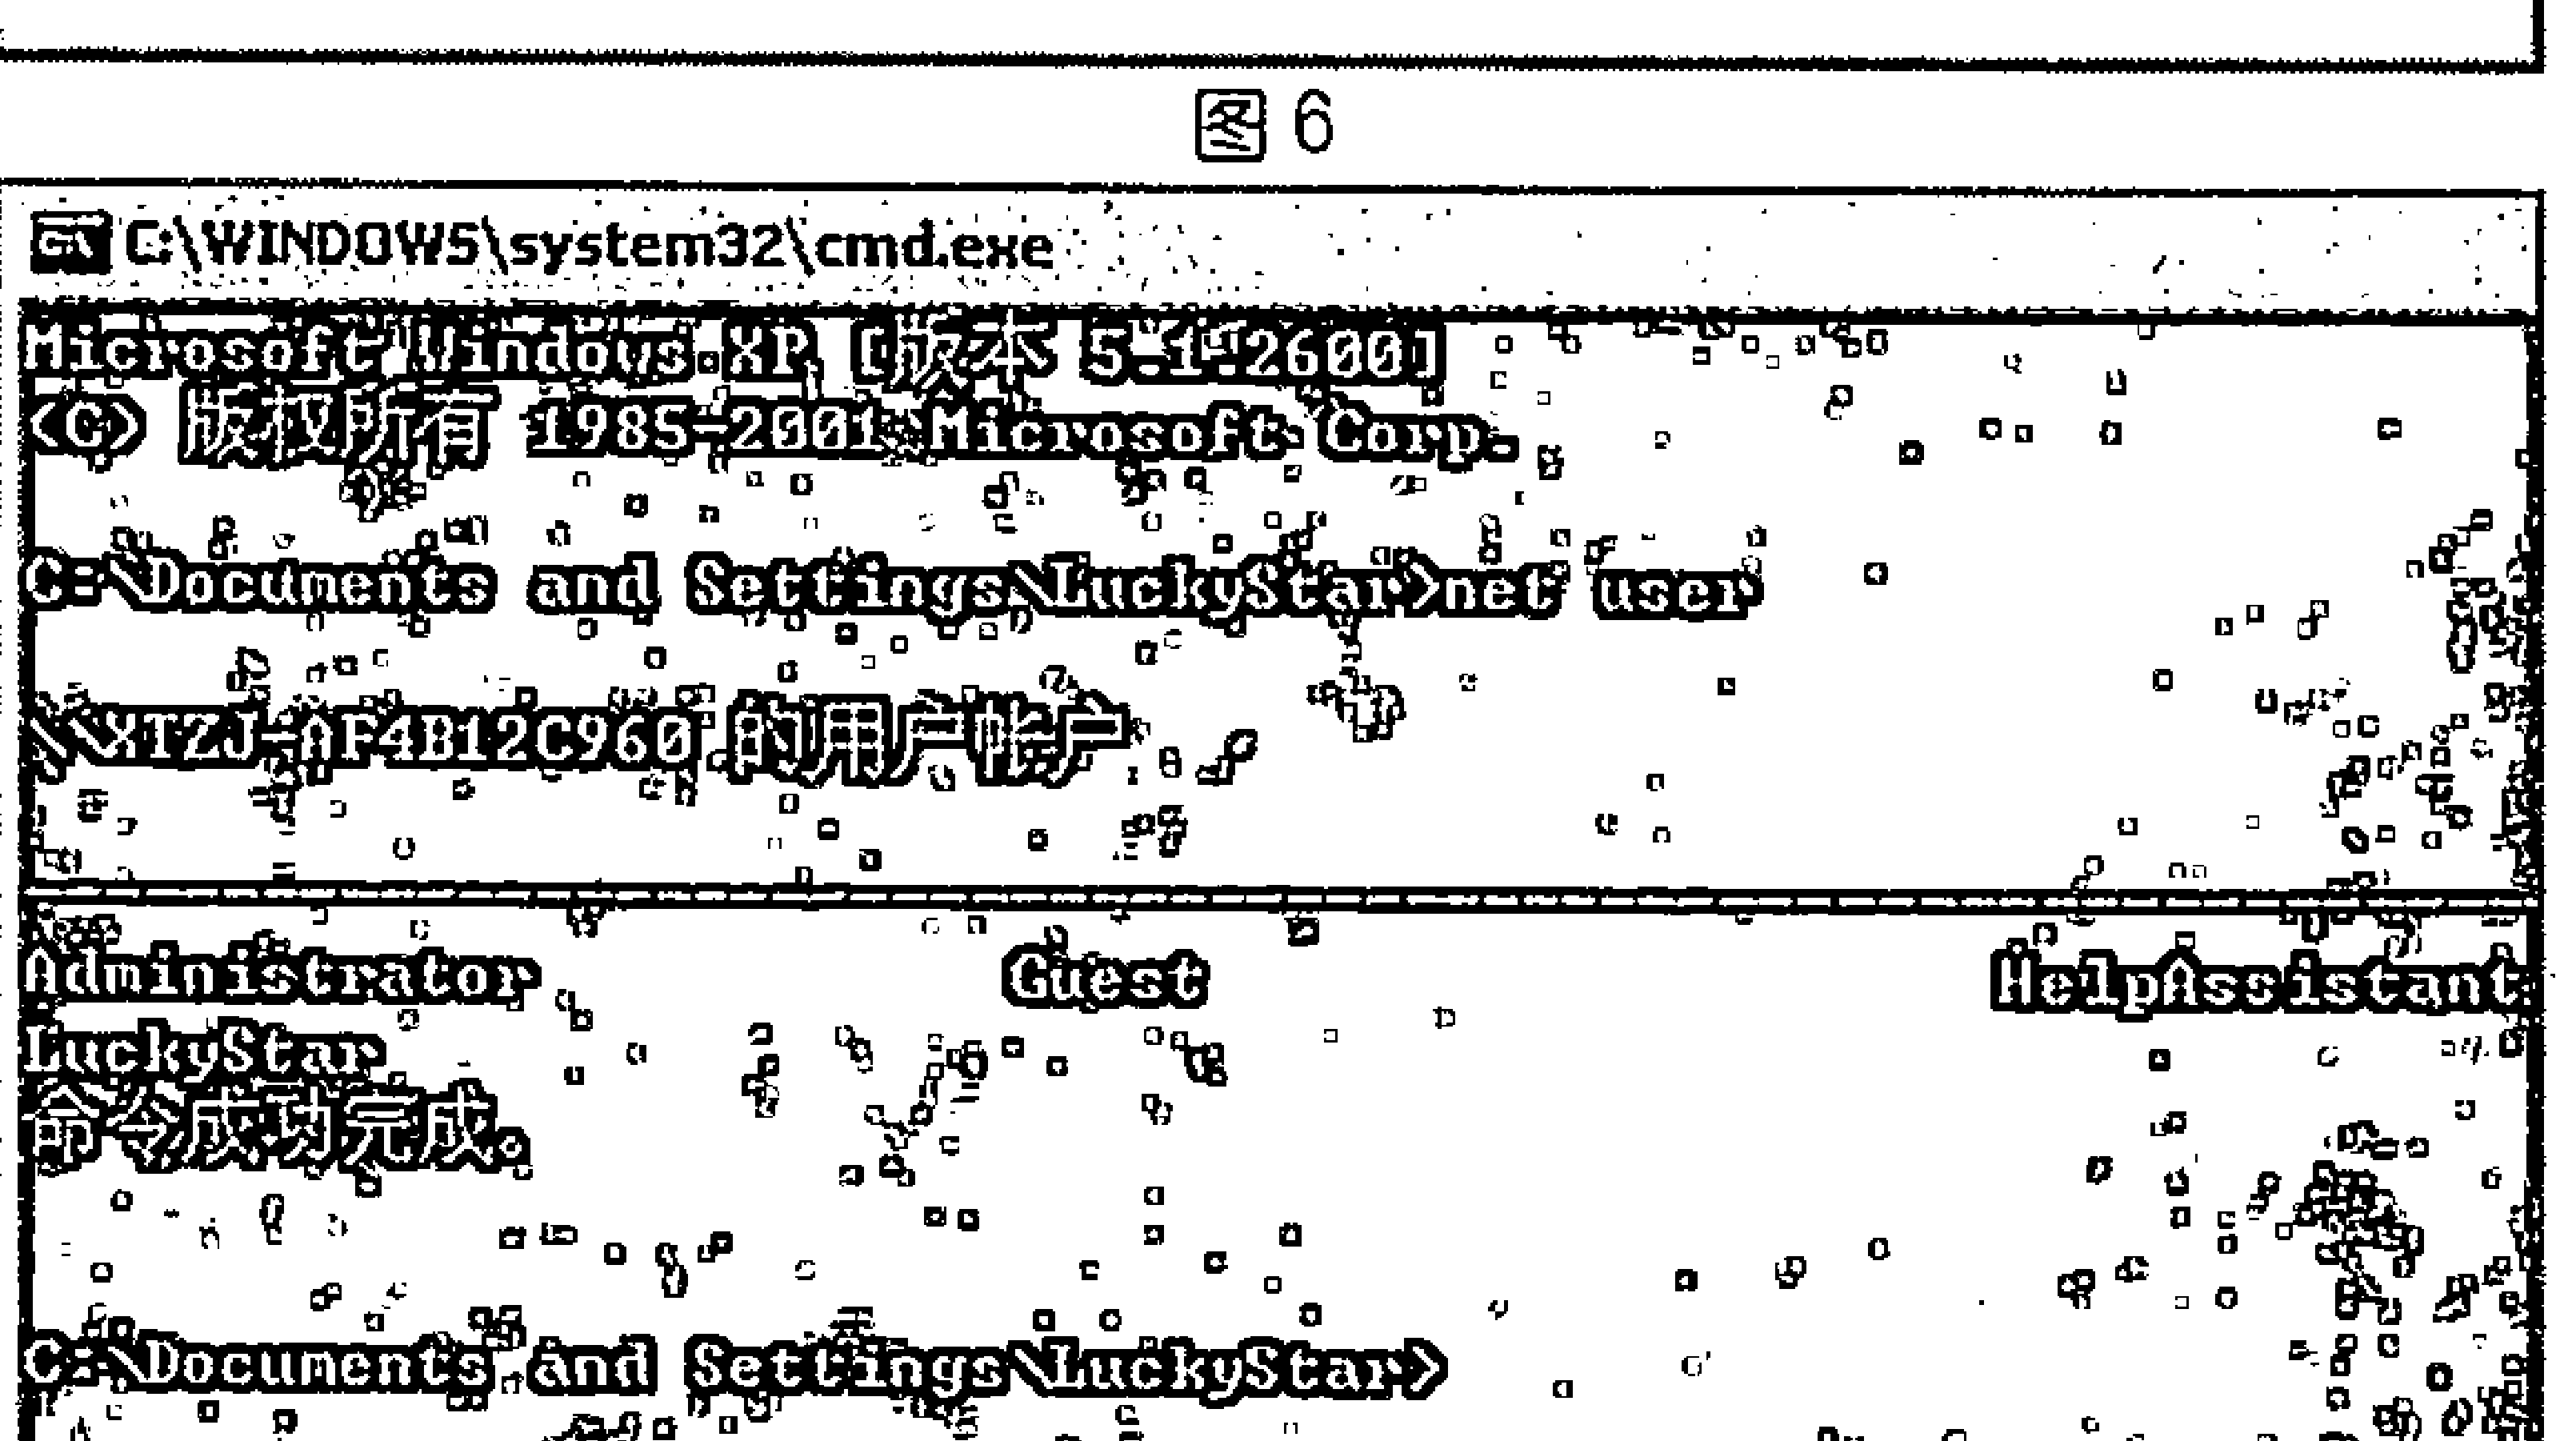 图 6
C:\WINDOWS\system32\cmd.exe
Microsoft Windows XP [版本 5.1.2600]
(C) 版权所有 1985-2001 Microsoft Corp.
C:\Documents and Settings\LuckyStar>net user
\\XTZJ-AF4B12C960 的用户帐户
Administrator Guest HelpAssistant
LuckyStar
命令成功完成。
C:\Documents and Settings\LuckyStar>